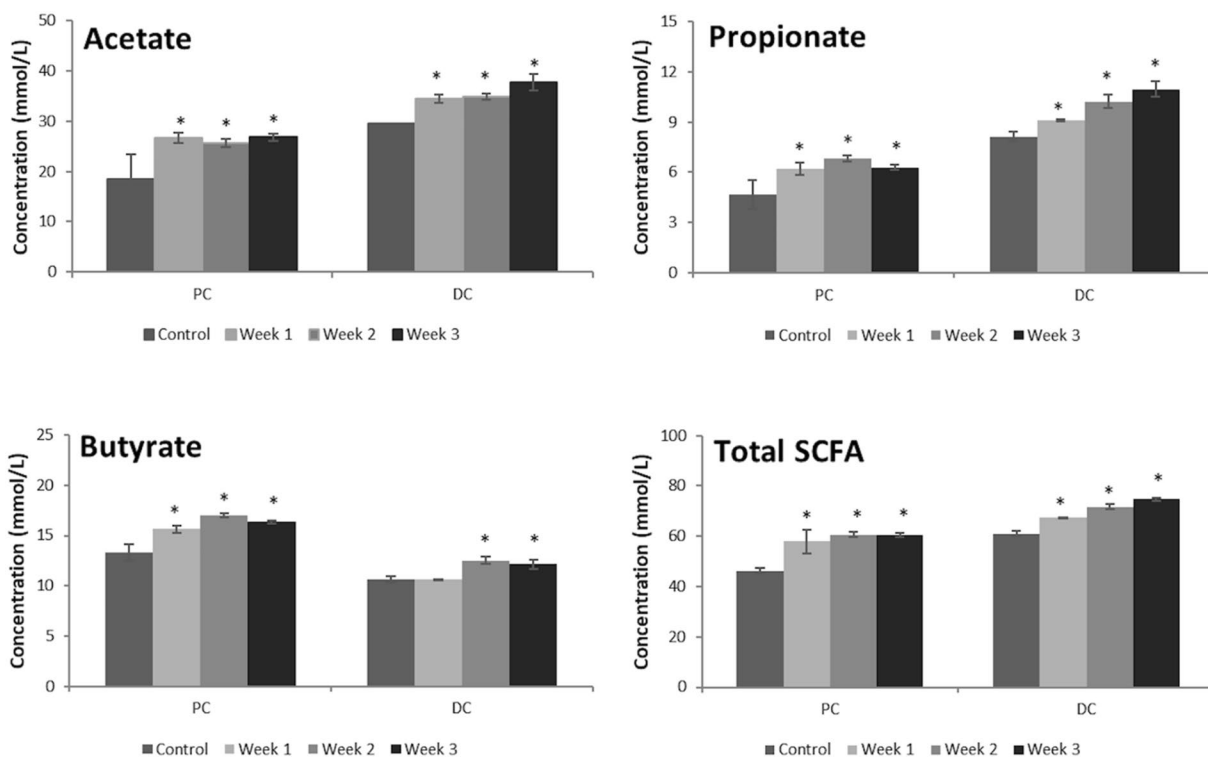 Acetate
Concentration (mmol/L)
50
40
30
20
10
0
* * * * * *
PC DC
Control Week 1 Week 2 Week 3
Propionate
Concentration (mmol/L)
15
12
9
6
3
0
* * * * * *
PC DC
Control Week 1 Week 2 Week 3
Butyrate
Concentration (mmol/L)
25
20
15
10
5
0
* * * * *
PC DC
Control Week 1 Week 2 Week 3
Total SCFA
Concentration (mmol/L)
100
80
60
40
20
0
* * * * * *
PC DC
Control Week 1 Week 2 Week 3